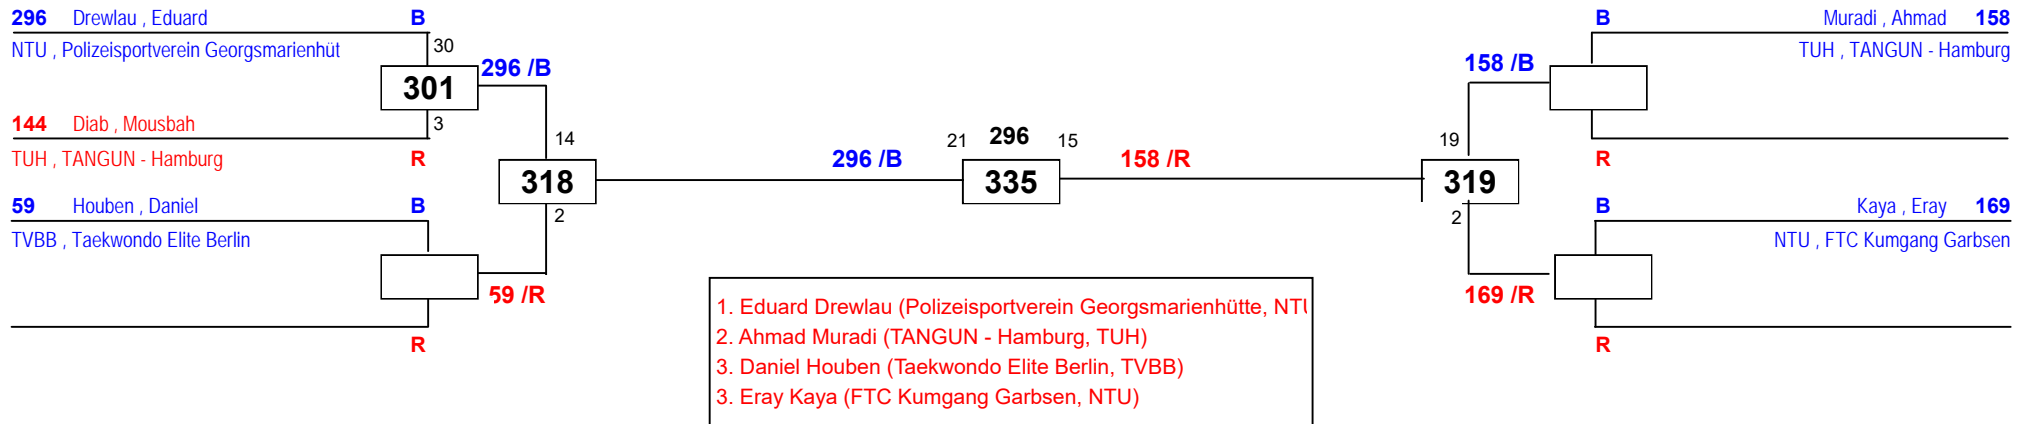 296 Drewlau , Eduard B
NTU , Polizeisportverein Georgsmarienhüt
30
301
296 /B
3
144 Diab , Mousbah
TUH , TANGUN - Hamburg R
14
318
2
59 Houben , Daniel B
TVBB , Taekwondo Elite Berlin
59 /R
R
296 /B
21 296 15
335
158 /R
B Muradi , Ahmad 158
TUH , TANGUN - Hamburg
158 /B
R
19
319
2
B Kaya , Eray 169
NTU , FTC Kumgang Garbsen
169 /R
R
1. Eduard Drewlau (Polizeisportverein Georgsmarienhütte, NTU
2. Ahmad Muradi (TANGUN - Hamburg, TUH)
3. Daniel Houben (Taekwondo Elite Berlin, TVBB)
3. Eray Kaya (FTC Kumgang Garbsen, NTU)